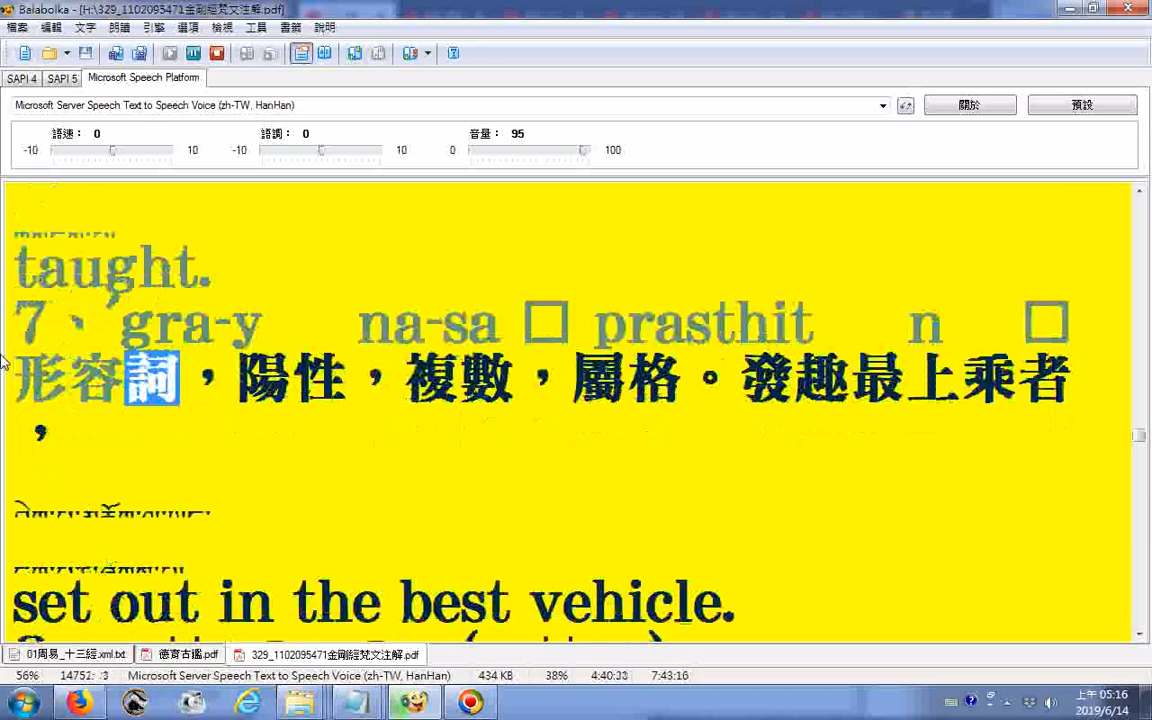 Balabolka - [H:\329_1102095471金剛經梵文注解.pdf]
檔案 編輯 文字 朗讀 引擎 選項 檢視 工具 書籤 說明
SAPI 4 SAPI 5 Microsoft Speech Platform
Microsoft Server Speech Text to Speech Voice (zh-TW, HanHan) 關於 預設
語速： 0 語調： 0 音量： 95
-10 10 -10 10 0 100
taught.
7、'gra-y na-sa □ prasthit n □
形容詞，陽性，複數，屬格。發趣最上乘者
，
set out in the best vehicle.
01周易_十三經.xml.txt 德育古鑑.pdf 329_1102095471金剛經梵文注解.pdf
56% Microsoft Server Speech Text to Speech Voice (zh-TW, HanHan) 434 KB 38% 4:40:33 7:43:16
上午 05:16
2019/6/14